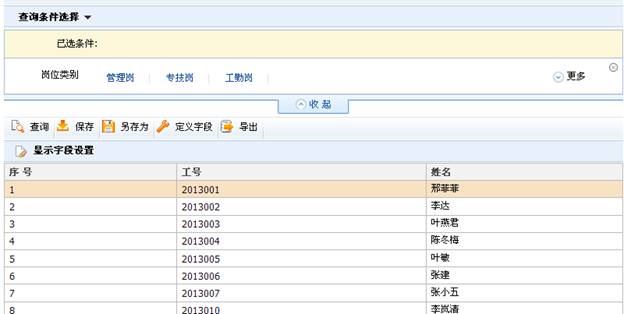 查询条件选择
已选条件:
岗位类别 管理岗 专技岗 工勤岗 更多
收起
查询 保存 另存为 定义字段 导出
显示字段设置
序号 工号 姓名
1 2013001 邢菲菲
2 2013002 李达
3 2013003 叶燕君
4 2013004 陈冬梅
5 2013005 叶敏
6 2013006 张建
7 2013007 张小五
8 2013010 李岚清